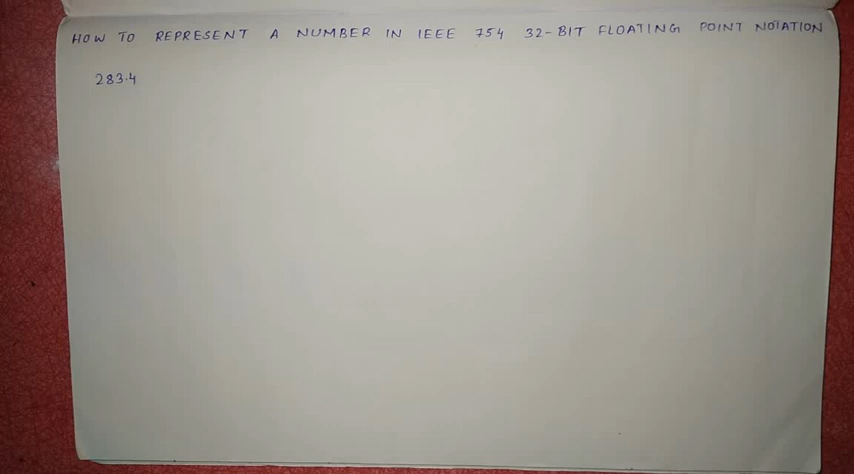 HOW TO REPRESENT A NUMBER IN IEEE 754 32-BIT FLOATING POINT NOTATION
283.4